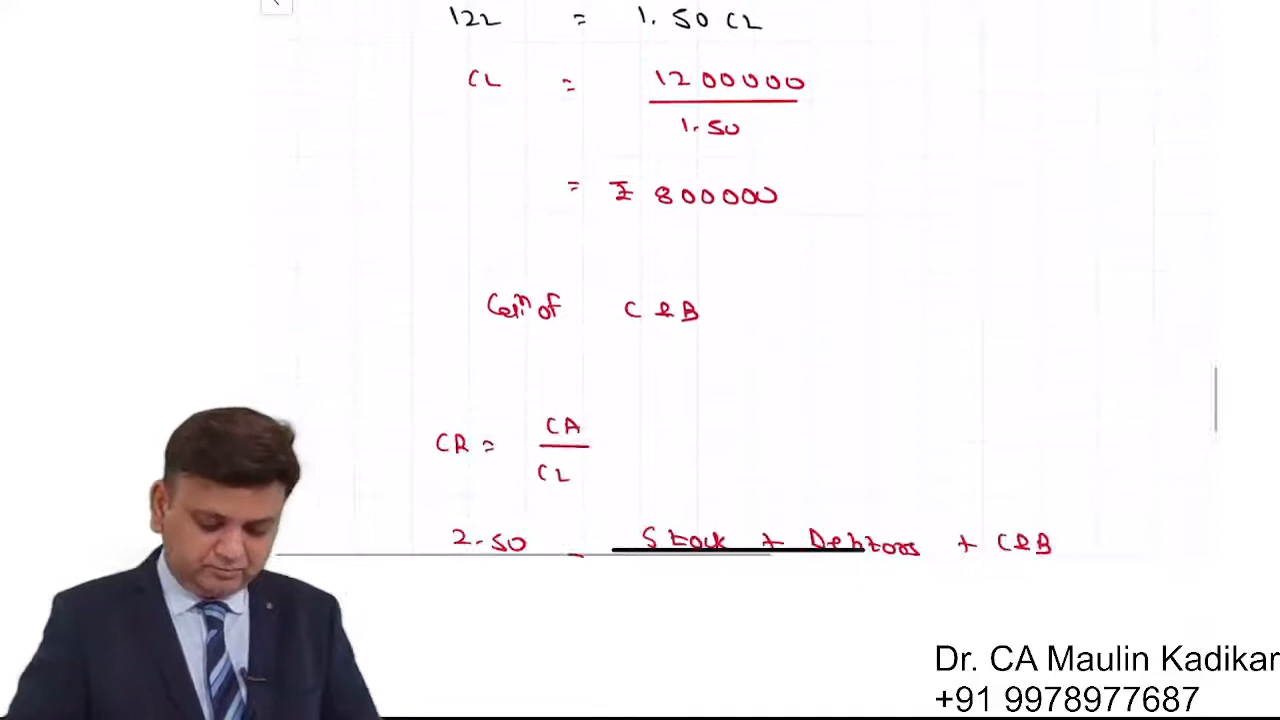 12L = 1.50 CL
CL = 1200000
1.50
= ₹ 800000
Calⁿ of C & B
CR = CA
CL
2.50 = Stock + Debtors + C&B
Dr. CA Maulin Kadikar
+91 9978977687